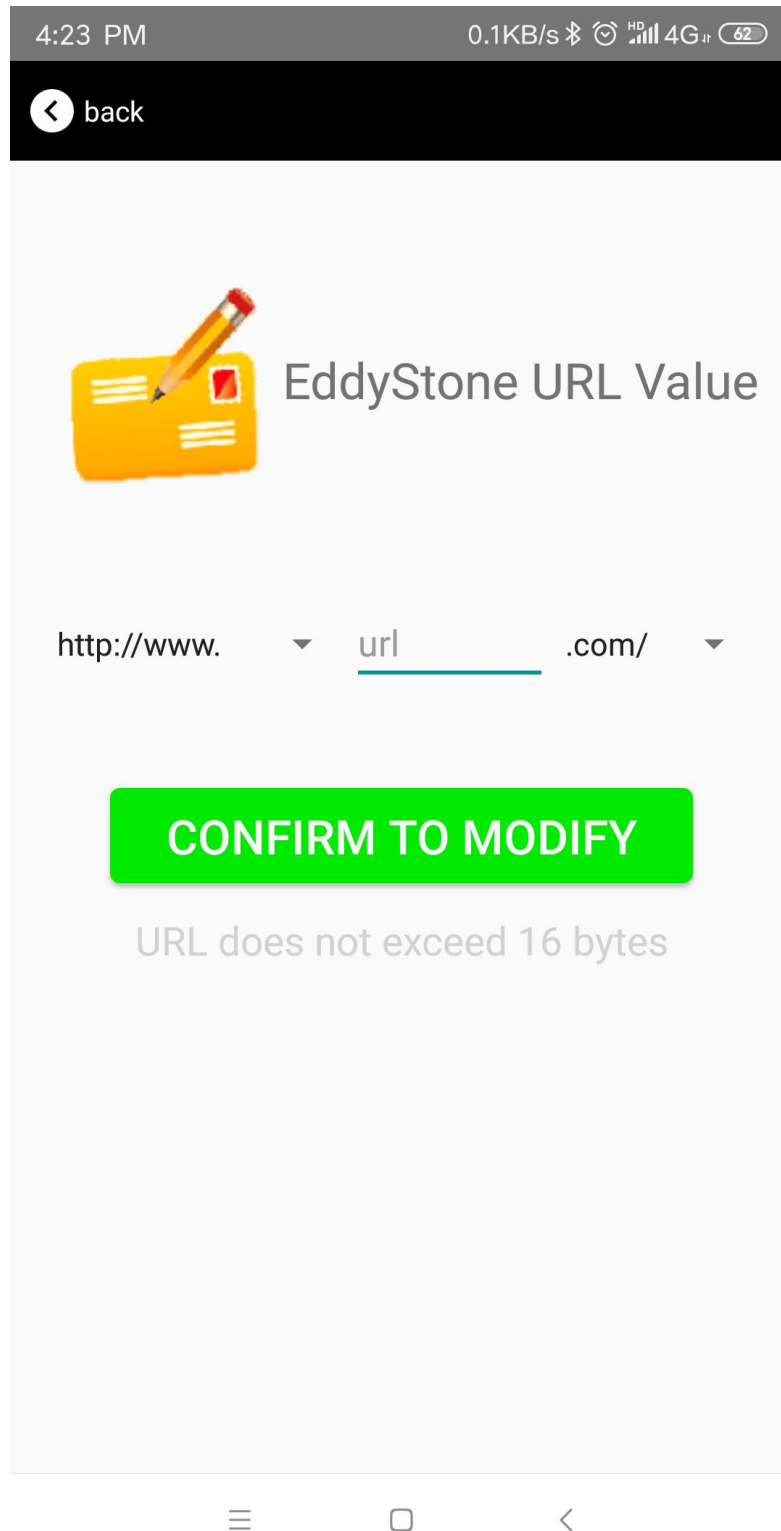 4:23 PM 0.1KB/s HD 4G 62
back
EddyStone URL Value
http://www. url .com/
CONFIRM TO MODIFY
URL does not exceed 16 bytes